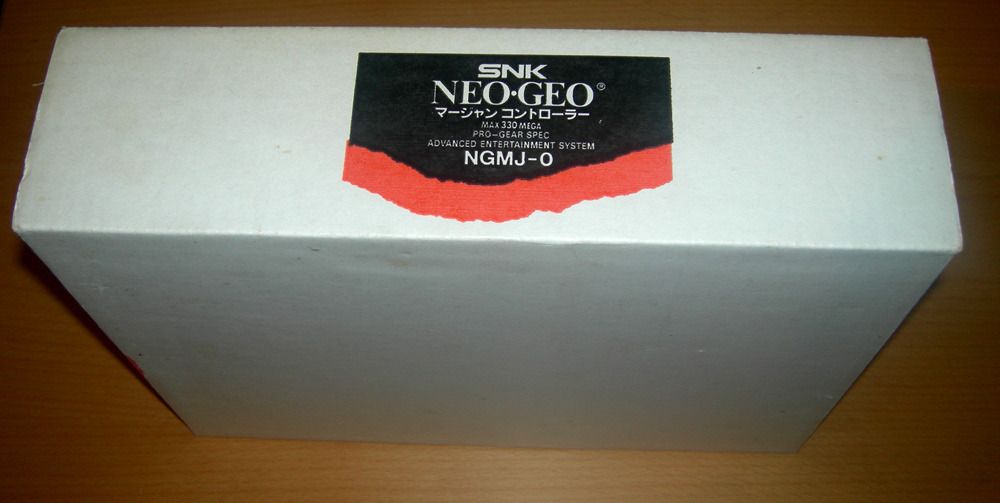 SNK
NEO·GEO®
マージャン コントローラー
MAX 330 MEGA
PRO-GEAR SPEC
ADVANCED ENTERTAINMENT SYSTEM
NGMJ-0